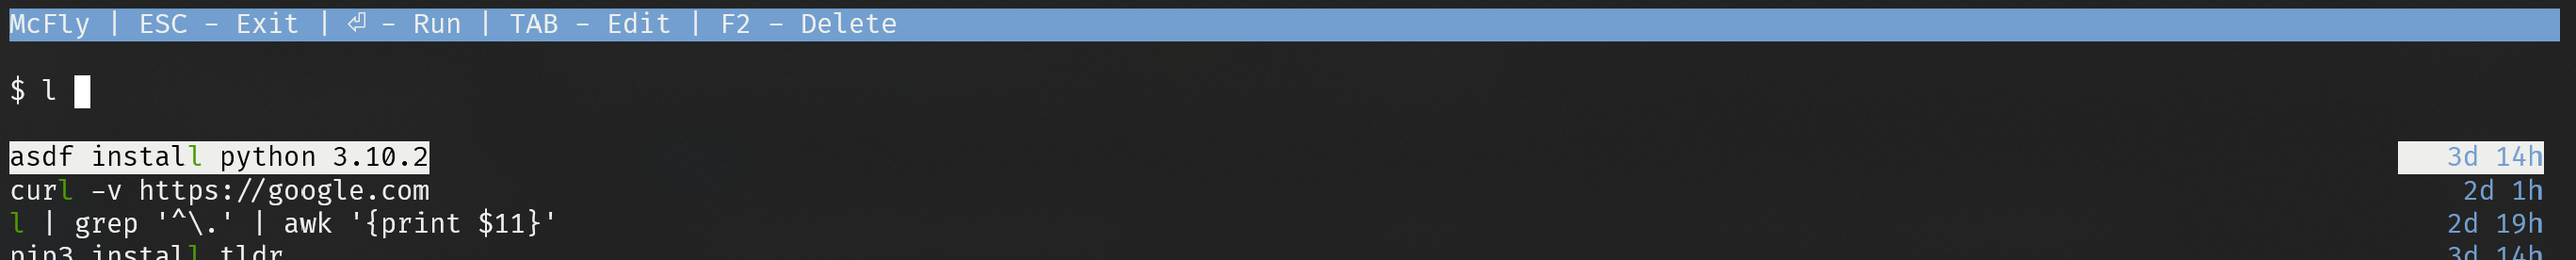 McFly | ESC - Exit | ⏎ - Run | TAB - Edit | F2 - Delete
$ l
asdf install python 3.10.2 3d 14h
curl -v https://google.com 2d 1h
l | grep '^\.' | awk '{print $11}' 2d 19h
pip3 install tldr 3d 14h